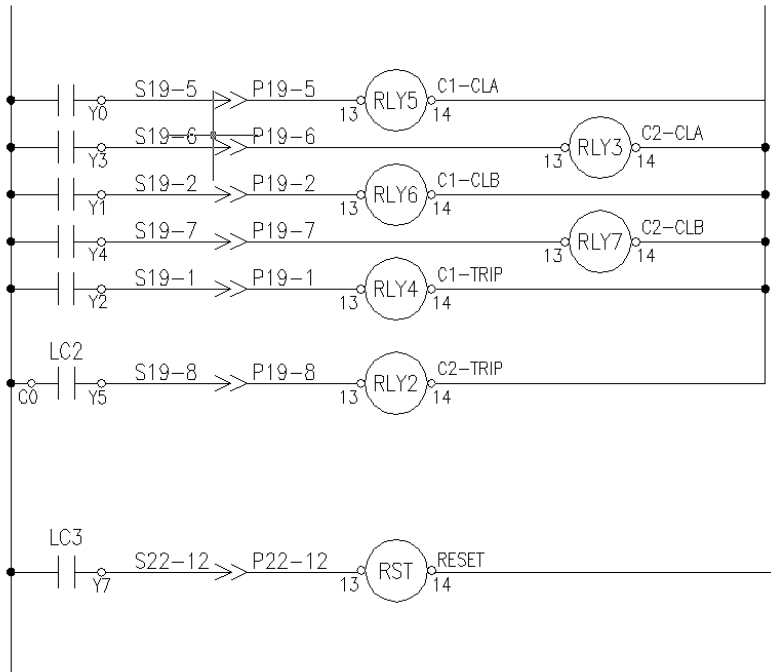 S19-5 P19-5 RLY5 C1-CLA
Y0 13 14
S19-6 P19-6 RLY3 C2-CLA
Y3 13 14
S19-2 P19-2 RLY6 C1-CLB
Y1 13 14
S19-7 P19-7 RLY7 C2-CLB
Y4 13 14
S19-1 P19-1 RLY4 C1-TRIP
Y2 13 14
LC2
S19-8 P19-8 RLY2 C2-TRIP
C0 Y5 13 14
LC3
S22-12 P22-12 RST RESET
Y7 13 14